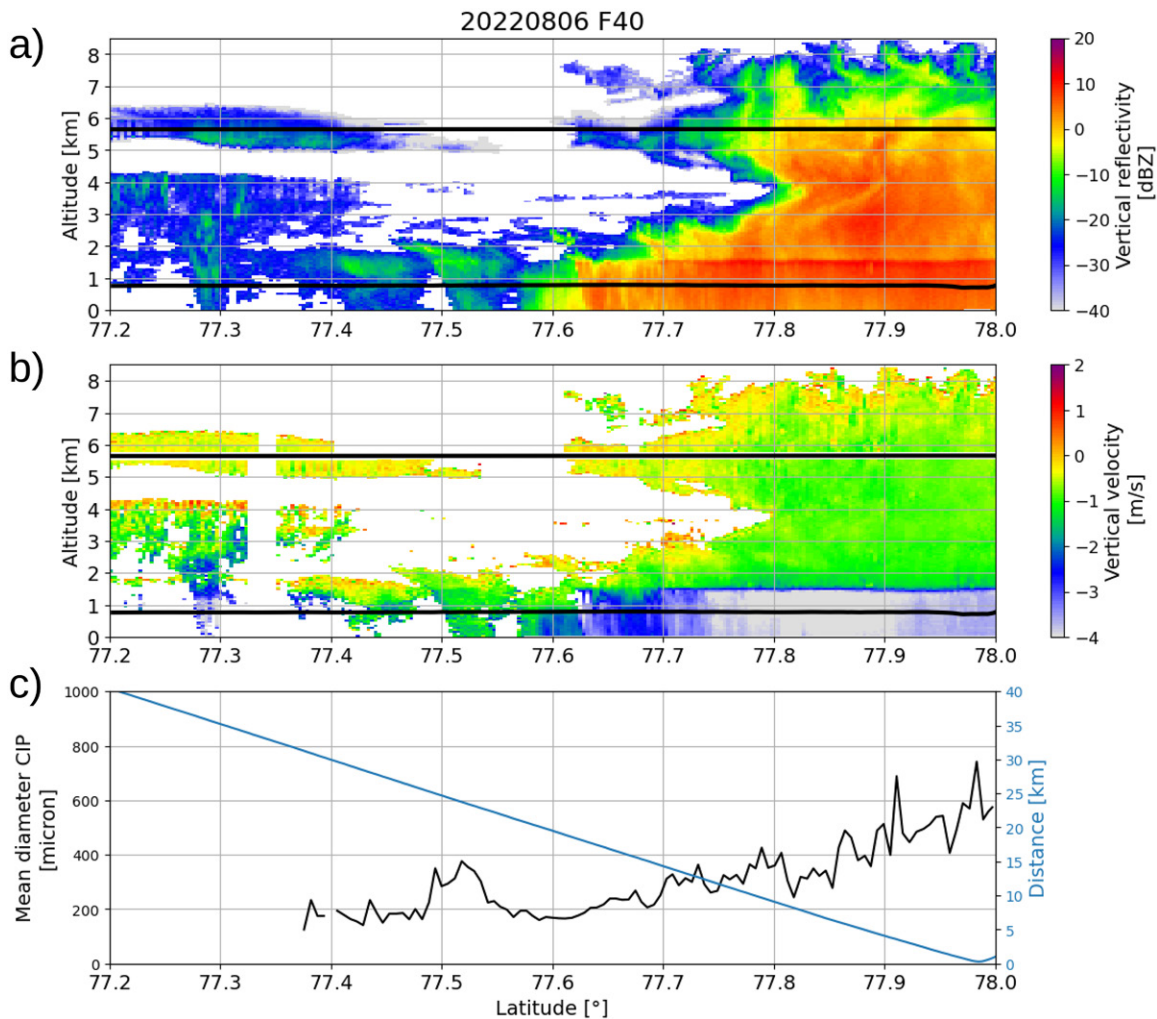 20220806 F40
a)
8
7
6
5
4
3
2
1
0
Altitude [km]
77.2 77.3 77.4 77.5 77.6 77.7 77.8 77.9 78.0
20
10
0
−10
−20
−30
−40
Vertical reflectivity
[dBZ]
b)
8
7
6
5
4
3
2
1
0
Altitude [km]
77.2 77.3 77.4 77.5 77.6 77.7 77.8 77.9 78.0
2
1
0
−1
−2
−3
−4
Vertical velocity
[m/s]
c)
1000
800
600
400
200
0
Mean diameter CIP
[micron]
40
35
30
25
20
15
10
5
0
Distance [km]
77.2 77.3 77.4 77.5 77.6 77.7 77.8 77.9 78.0
Latitude [°]